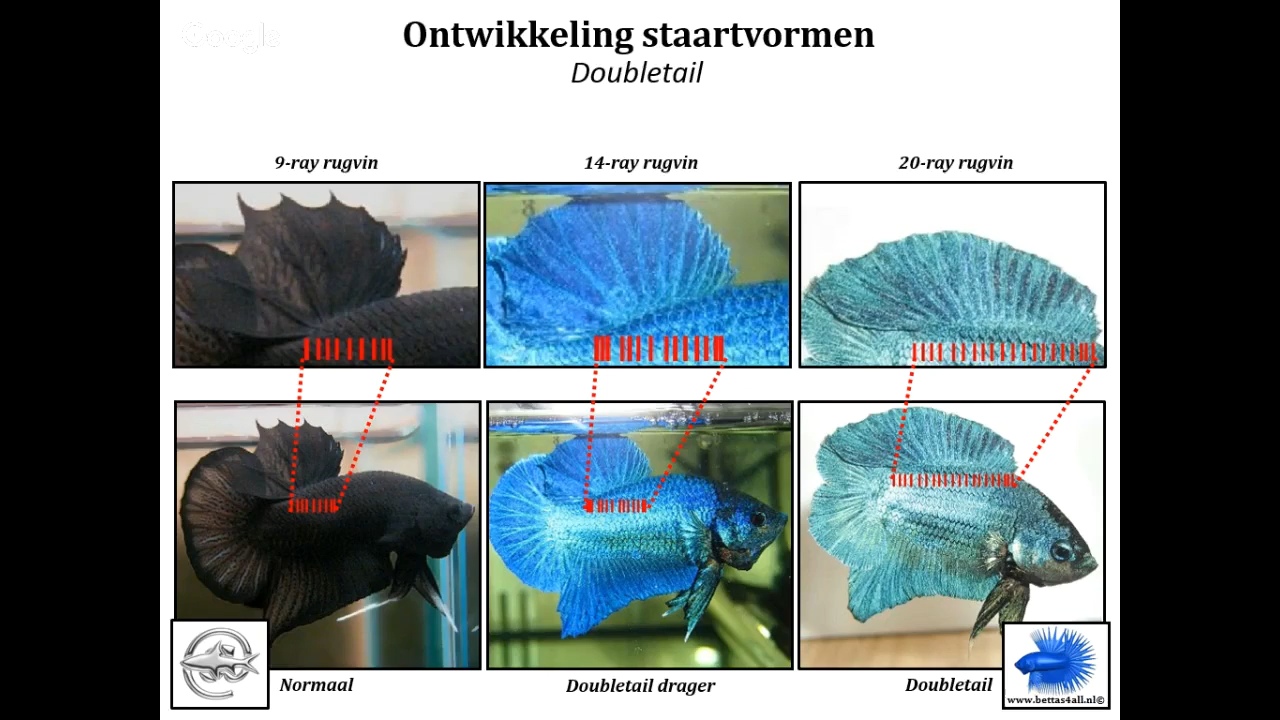 Google
Ontwikkeling staartvormen
Doubletail
9-ray rugvin
14-ray rugvin
20-ray rugvin
Normaal
Doubletail drager
Doubletail
www.bettas4all.nl©